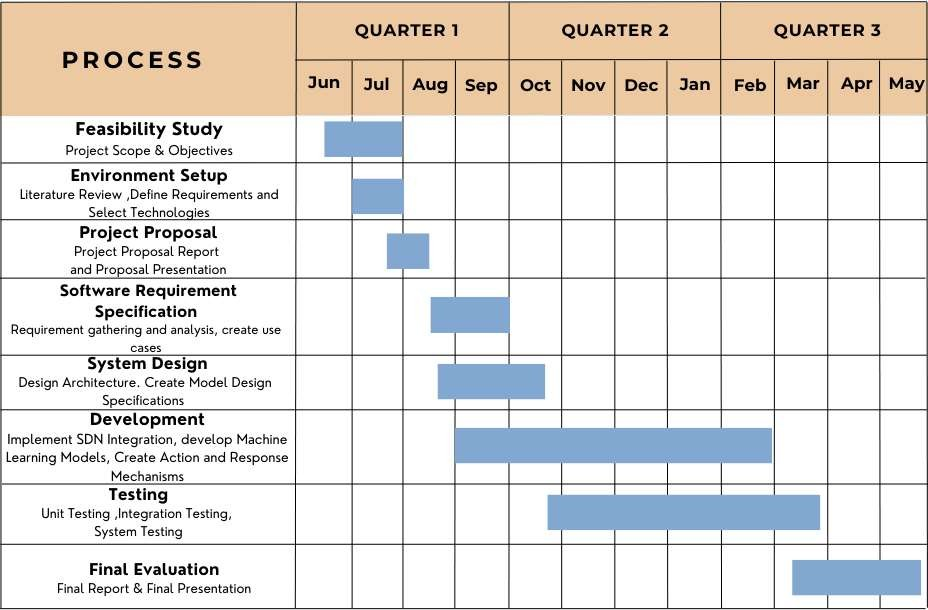 PROCESS
QUARTER 1
QUARTER 2
QUARTER 3
Jun
Jul
Aug
Sep
Oct
Nov
Dec
Jan
Feb
Mar
Apr
May
Feasibility Study
Project Scope & Objectives
Environment Setup
Literature Review ,Define Requirements and
Select Technologies
Project Proposal
Project Proposal Report
and Proposal Presentation
Software Requirement
Specification
Requirement gathering and analysis, create use
cases
System Design
Design Architecture. Create Model Design
Specifications
Development
Implement SDN Integration, develop Machine
Learning Models, Create Action and Response
Mechanisms
Testing
Unit Testing ,Integration Testing,
System Testing
Final Evaluation
Final Report & Final Presentation